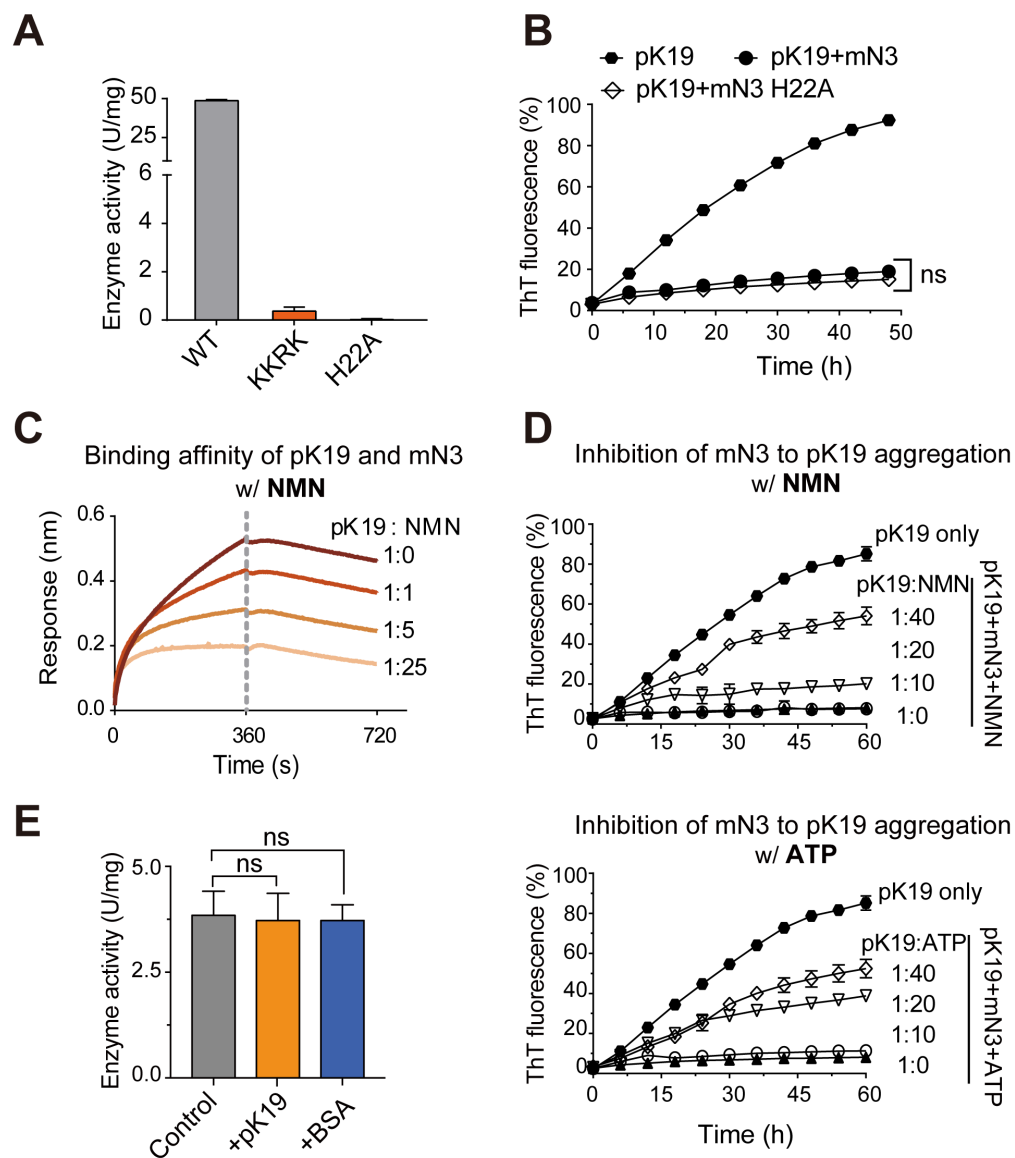 A
Enzyme activity (U/mg)
50
25
6
4
2
0
WT
KKRK
H22A
B
pK19
pK19+mN3
pK19+mN3 H22A
ThT fluorescence (%)
100
80
60
40
20
0
ns
0
10
20
30
40
50
Time (h)
C
Binding affinity of pK19 and mN3
w/ NMN
Response (nm)
0.6
0.4
0.2
0.0
pK19 : NMN
1:0
1:1
1:5
1:25
0
360
720
Time (s)
D
Inhibition of mN3 to pK19 aggregation
w/ NMN
ThT fluorescence (%)
100
80
60
40
20
0
pK19 only
pK19:NMN
1:40
1:20
1:10
1:0
pK19+mN3+NMN
0
15
30
45
60
Inhibition of mN3 to pK19 aggregation
w/ ATP
ThT fluorescence (%)
100
80
60
40
20
0
pK19 only
pK19:ATP
1:40
1:20
1:10
1:0
pK19+mN3+ATP
0
15
30
45
60
Time (h)
E
Enzyme activity (U/mg)
5.0
2.5
0.0
ns
ns
Control
+pK19
+BSA